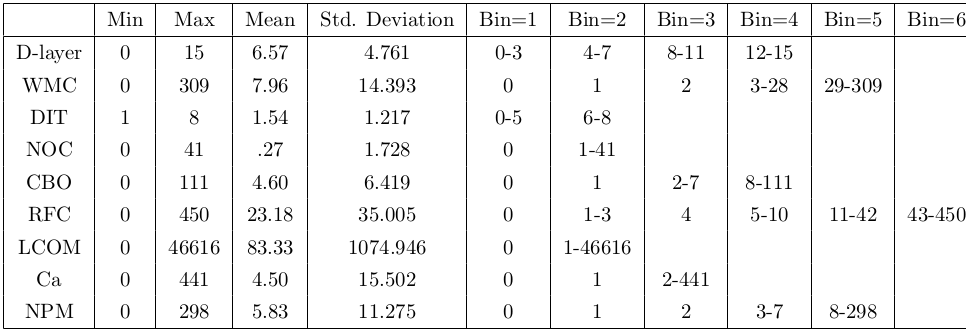 Min Max Mean Std. Deviation Bin=1 Bin=2 Bin=3 Bin=4 Bin=5 Bin=6
D-layer 0 15 6.57 4.761 0-3 4-7 8-11 12-15
WMC 0 309 7.96 14.393 0 1 2 3-28 29-309
DIT 1 8 1.54 1.217 0-5 6-8
NOC 0 41 .27 1.728 0 1-41
CBO 0 111 4.60 6.419 0 1 2-7 8-111
RFC 0 450 23.18 35.005 0 1-3 4 5-10 11-42 43-450
LCOM 0 46616 83.33 1074.946 0 1-46616
Ca 0 441 4.50 15.502 0 1 2-441
NPM 0 298 5.83 11.275 0 1 2 3-7 8-298